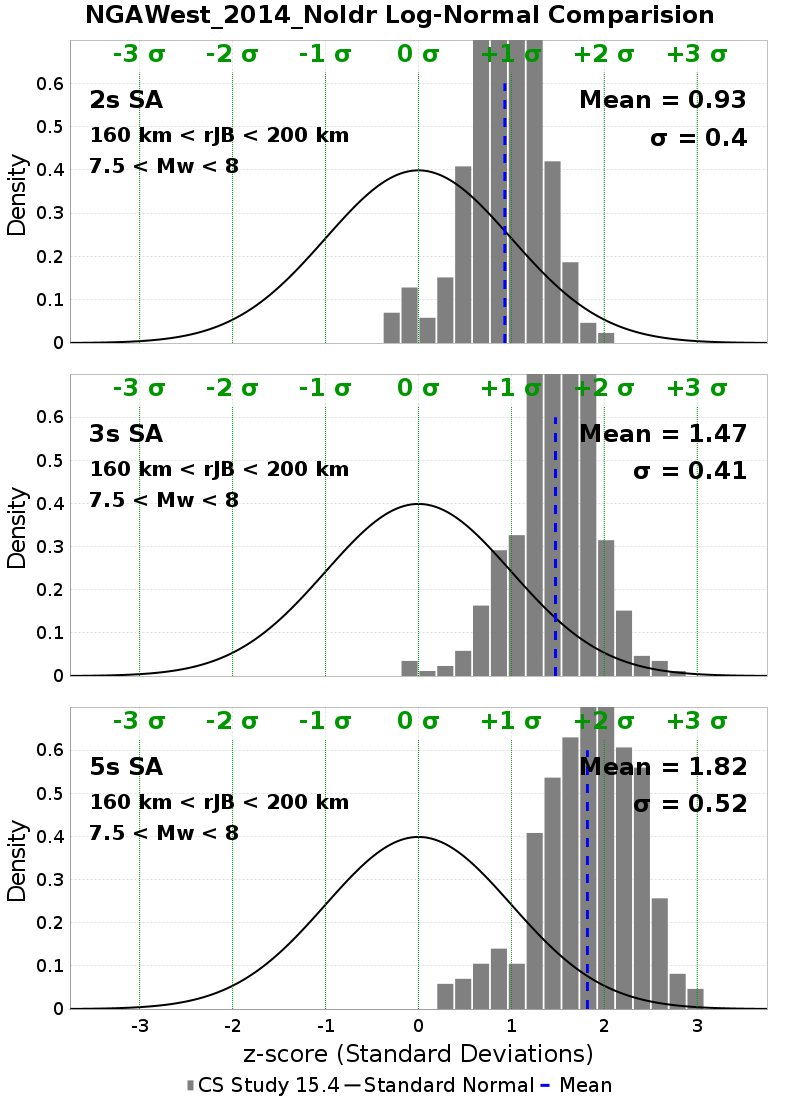 NGAWest_2014_NoIdr Log-Normal Comparision
-3 σ -2 σ -1 σ 0 σ +1 σ +2 σ +3 σ
2s SA
Mean = 0.93
160 km < rJB < 200 km
σ = 0.4
7.5 < Mw < 8
Density
0.6
0.5
0.4
0.3
0.2
0.1
0
-3 σ -2 σ -1 σ 0 σ +1 σ +2 σ +3 σ
3s SA
Mean = 1.47
160 km < rJB < 200 km
σ = 0.41
7.5 < Mw < 8
Density
0.6
0.5
0.4
0.3
0.2
0.1
0
-3 σ -2 σ -1 σ 0 σ +1 σ +2 σ +3 σ
5s SA
Mean = 1.82
160 km < rJB < 200 km
σ = 0.52
7.5 < Mw < 8
Density
0.6
0.5
0.4
0.3
0.2
0.1
0
-3 -2 -1 0 1 2 3
z-score (Standard Deviations)
CS Study 15.4 Standard Normal Mean